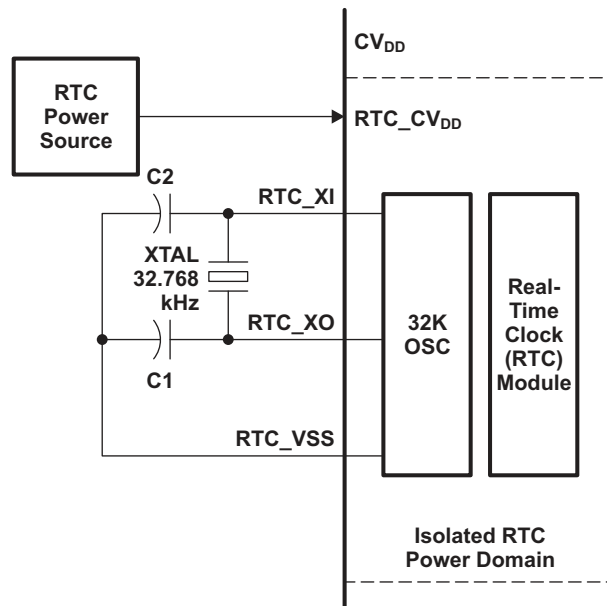 CV_DD
RTC
Power
Source
RTC_CV_DD
C2
RTC_XI
XTAL
32.768
kHz
RTC_XO
C1
RTC_VSS
32K
OSC
Real-
Time
Clock
(RTC)
Module
Isolated RTC
Power Domain